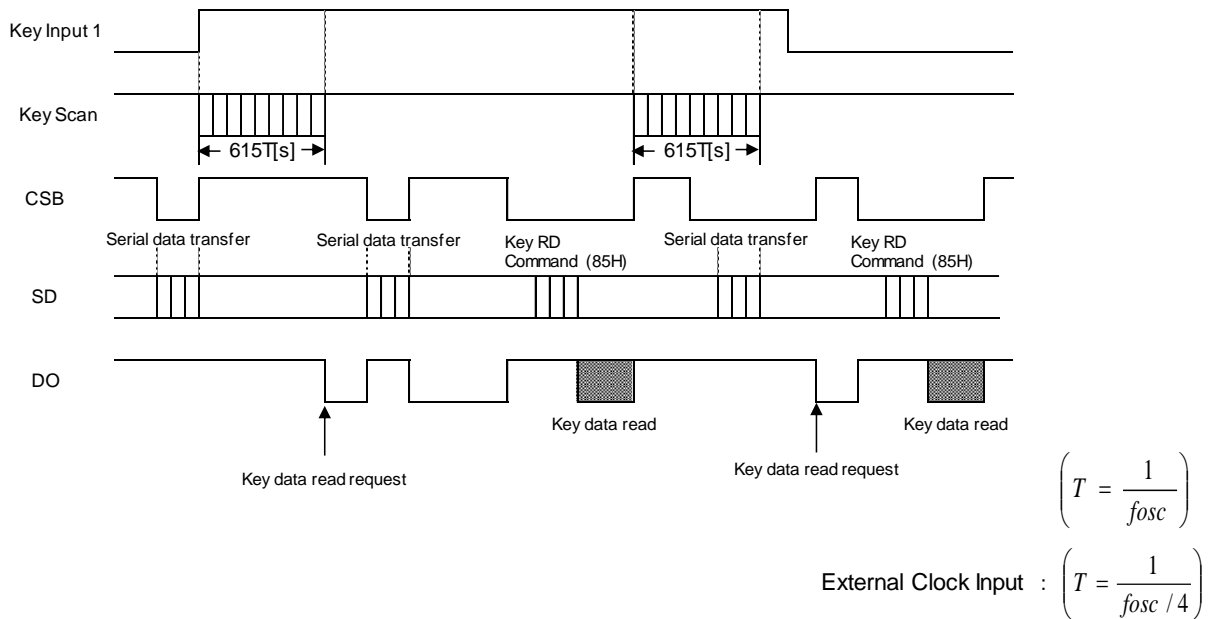 Key Input 1
Key Scan
615T[s]
615T[s]
CSB
Serial data transfer
Serial data transfer
Key RD
Command (85H)
Serial data transfer
Key RD
Command (85H)
SD
DO
Key data read
Key data read
Key data read request
Key data read request
( T = 1 / fosc )
External Clock Input : ( T = 1 / fosc / 4 )